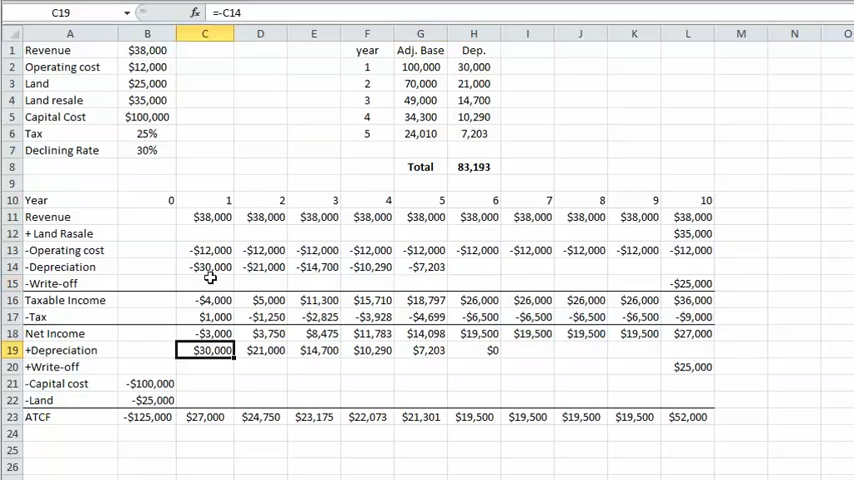 C19 fx =-C14
A B C D E F G H I J K L M N O
1 Revenue $38,000 year Adj. Base Dep.
2 Operating cost $12,000 1 100,000 30,000
3 Land $25,000 2 70,000 21,000
4 Land resale $35,000 3 49,000 14,700
5 Capital Cost $100,000 4 34,300 10,290
6 Tax 25% 5 24,010 7,203
7 Declining Rate 30%
8 Total 83,193
9
10 Year 0 1 2 3 4 5 6 7 8 9 10
11 Revenue $38,000 $38,000 $38,000 $38,000 $38,000 $38,000 $38,000 $38,000 $38,000 $38,000
12 + Land Rasale $35,000
13 -Operating cost -$12,000 -$12,000 -$12,000 -$12,000 -$12,000 -$12,000 -$12,000 -$12,000 -$12,000 -$12,000
14 -Depreciation -$30,000 -$21,000 -$14,700 -$10,290 -$7,203
15 -Write-off -$25,000
16 Taxable Income -$4,000 $5,000 $11,300 $15,710 $18,797 $26,000 $26,000 $26,000 $26,000 $36,000
17 -Tax $1,000 -$1,250 -$2,825 -$3,928 -$4,699 -$6,500 -$6,500 -$6,500 -$6,500 -$9,000
18 Net Income -$3,000 $3,750 $8,475 $11,783 $14,098 $19,500 $19,500 $19,500 $19,500 $27,000
19 +Depreciation $30,000 $21,000 $14,700 $10,290 $7,203 $0
20 +Write-off $25,000
21 -Capital cost -$100,000
22 -Land -$25,000
23 ATCF -$125,000 $27,000 $24,750 $23,175 $22,073 $21,301 $19,500 $19,500 $19,500 $19,500 $52,000
24
25
26